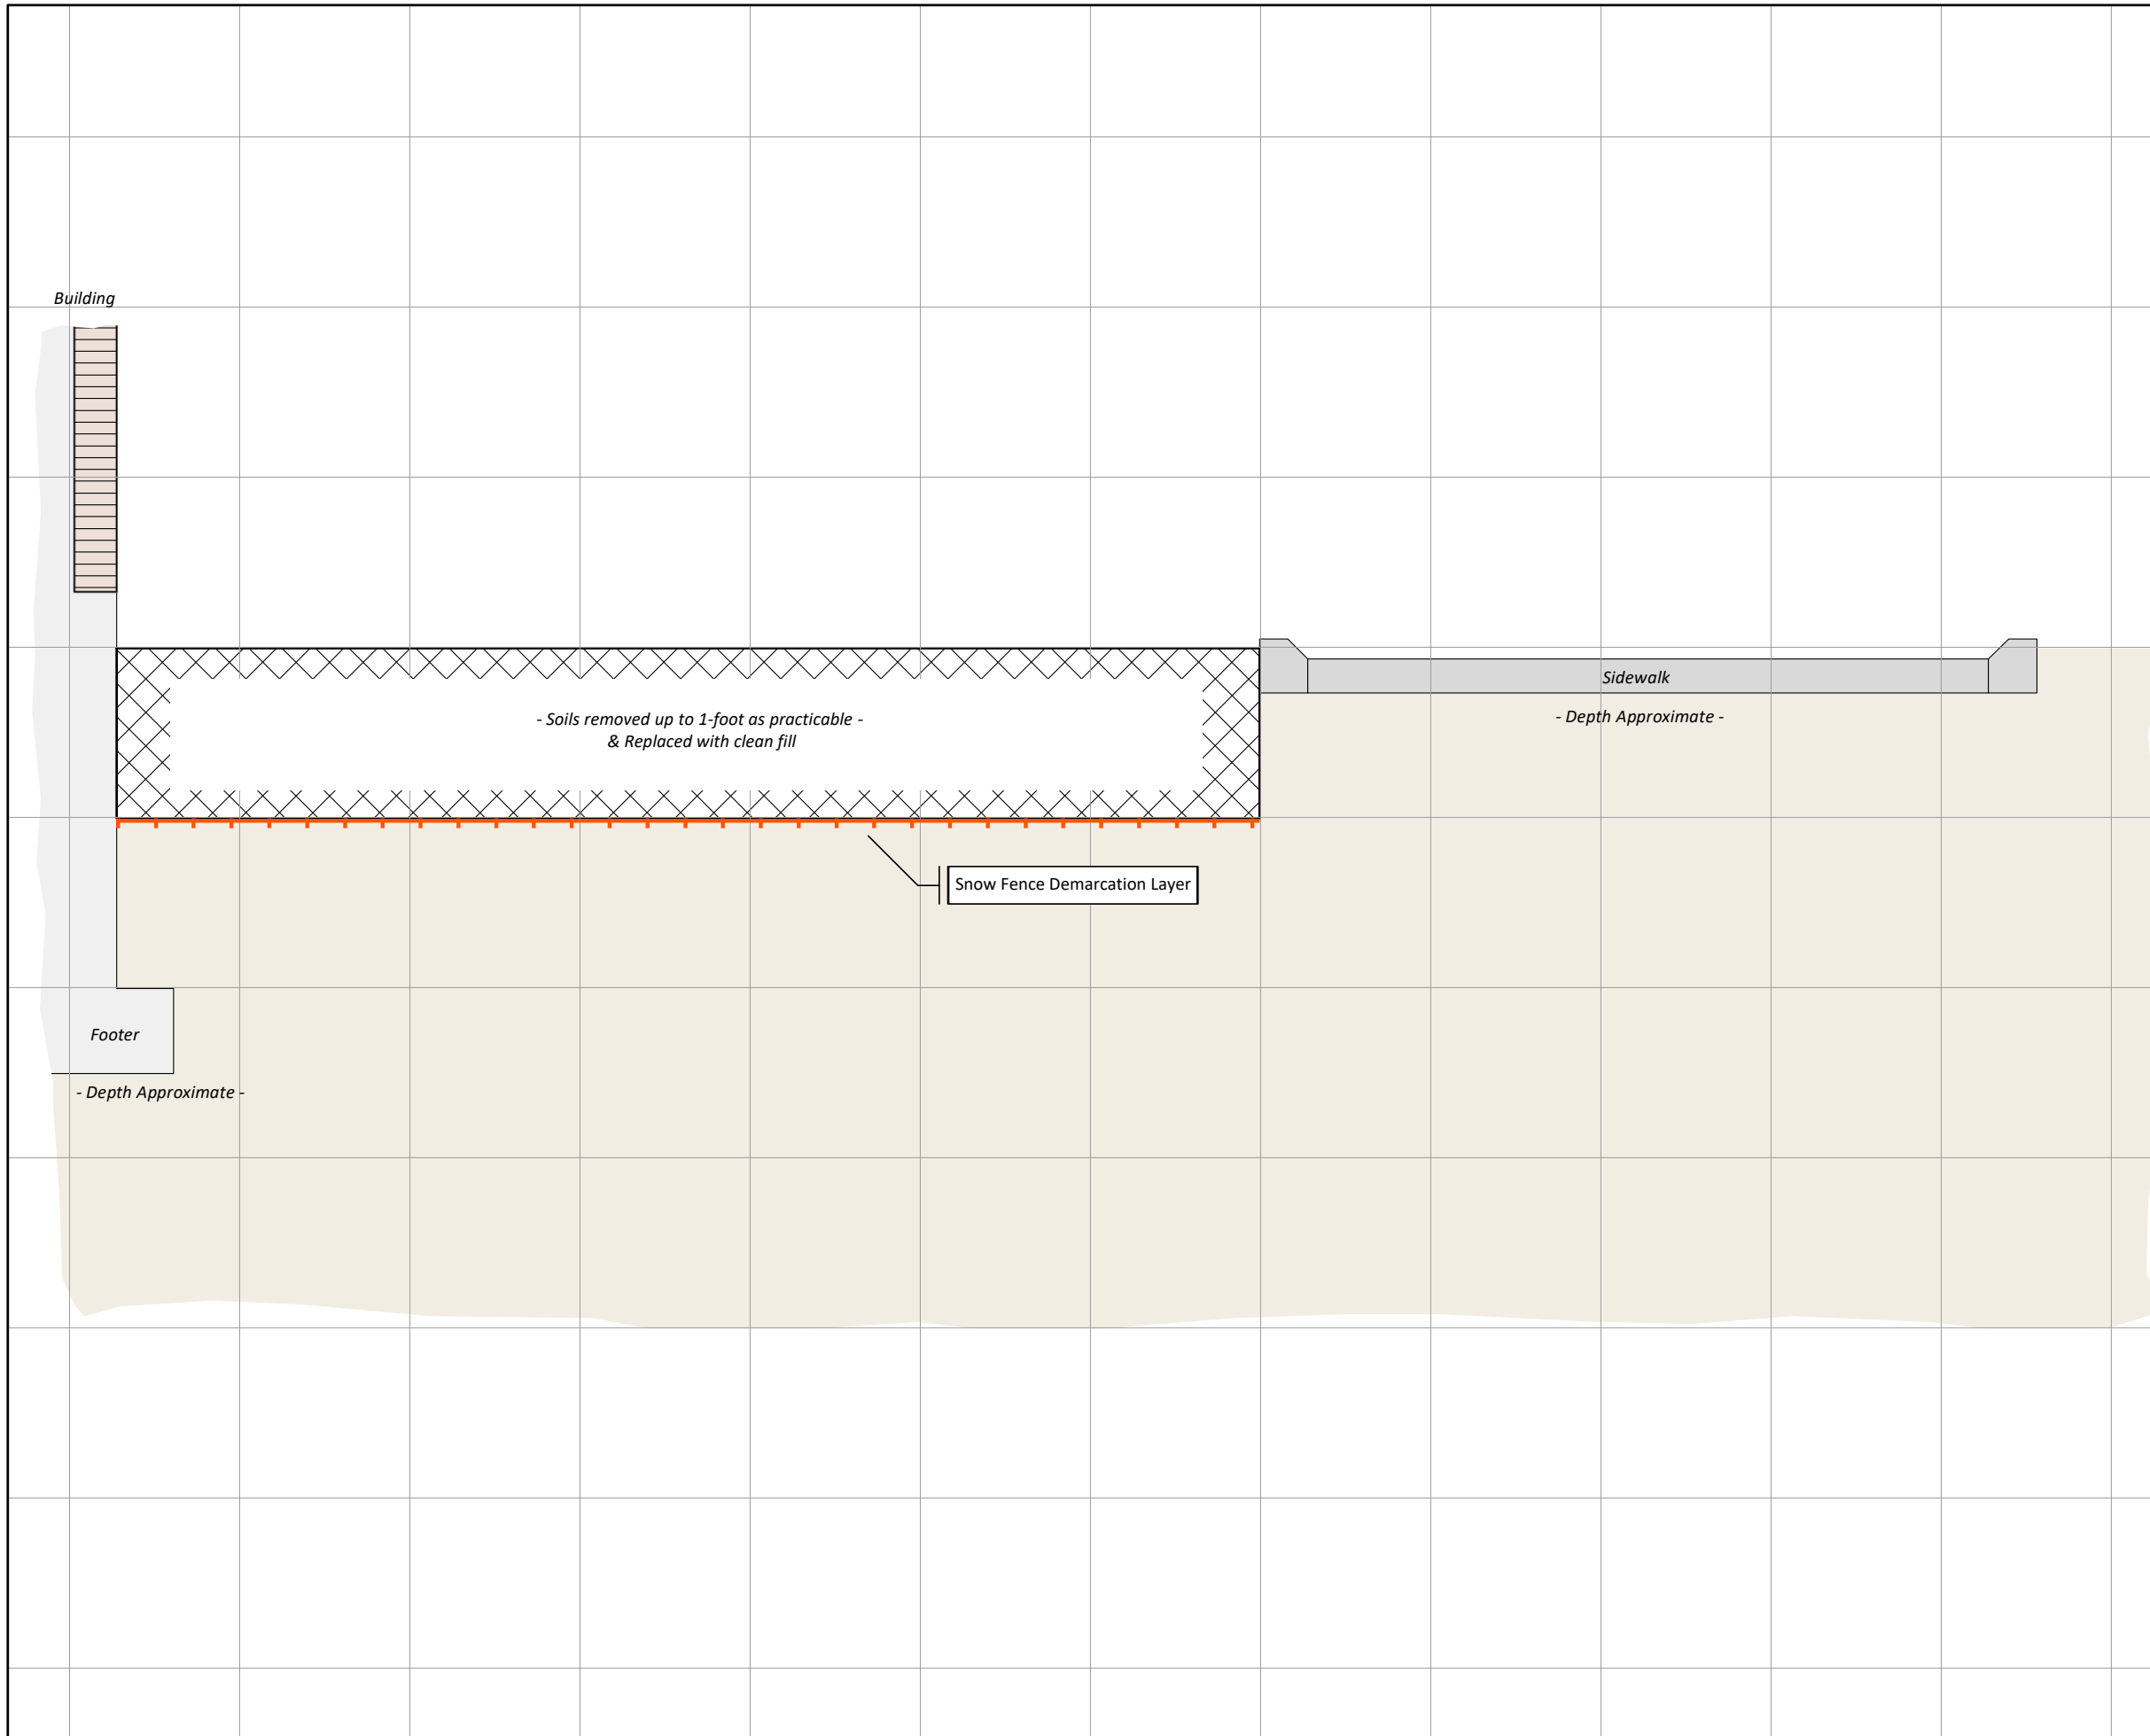 Building
- Soils removed up to 1-foot as practicable -
& Replaced with clean fill
Sidewalk
- Depth Approximate -
Snow Fence Demarcation Layer
Footer
- Depth Approximate -